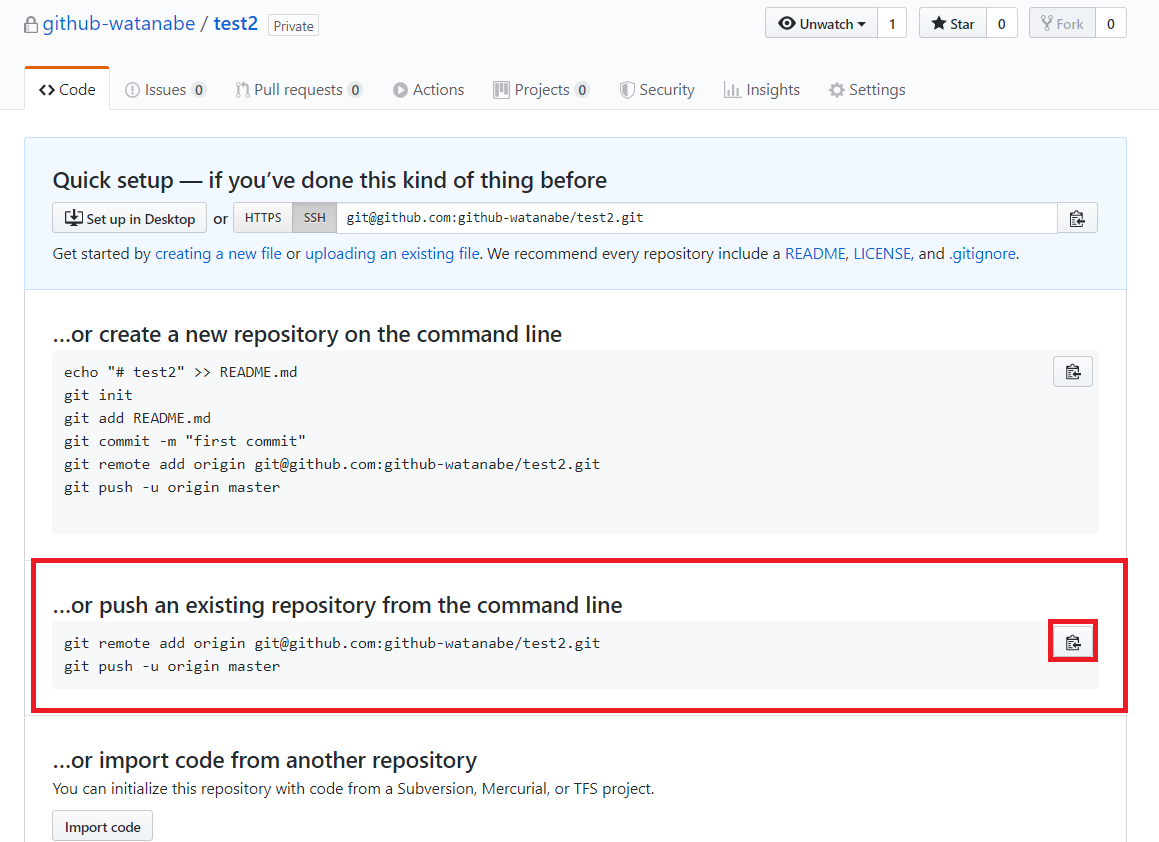 github-watanabe / test2 Private Unwatch 1 Star 0 Fork 0
Code Issues 0 Pull requests 0 Actions Projects 0 Security Insights Settings
Quick setup — if you’ve done this kind of thing before
Set up in Desktop or HTTPS SSH git@github.com:github-watanabe/test2.git
Get started by creating a new file or uploading an existing file. We recommend every repository include a README, LICENSE, and .gitignore.
…or create a new repository on the command line
echo "# test2" >> README.md
git init
git add README.md
git commit -m "first commit"
git remote add origin git@github.com:github-watanabe/test2.git
git push -u origin master
…or push an existing repository from the command line
git remote add origin git@github.com:github-watanabe/test2.git
git push -u origin master
…or import code from another repository
You can initialize this repository with code from a Subversion, Mercurial, or TFS project.
Import code